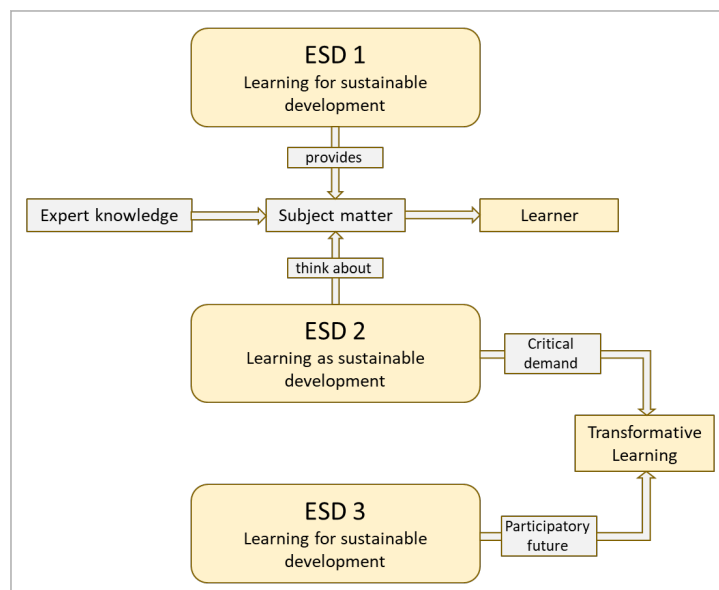 ESD 1
Learning for sustainable
development
provides
Expert knowledge
Subject matter
Learner
think about
ESD 2
Learning as sustainable
development
Critical
demand
Transformative
Learning
ESD 3
Learning for sustainable
development
Participatory
future